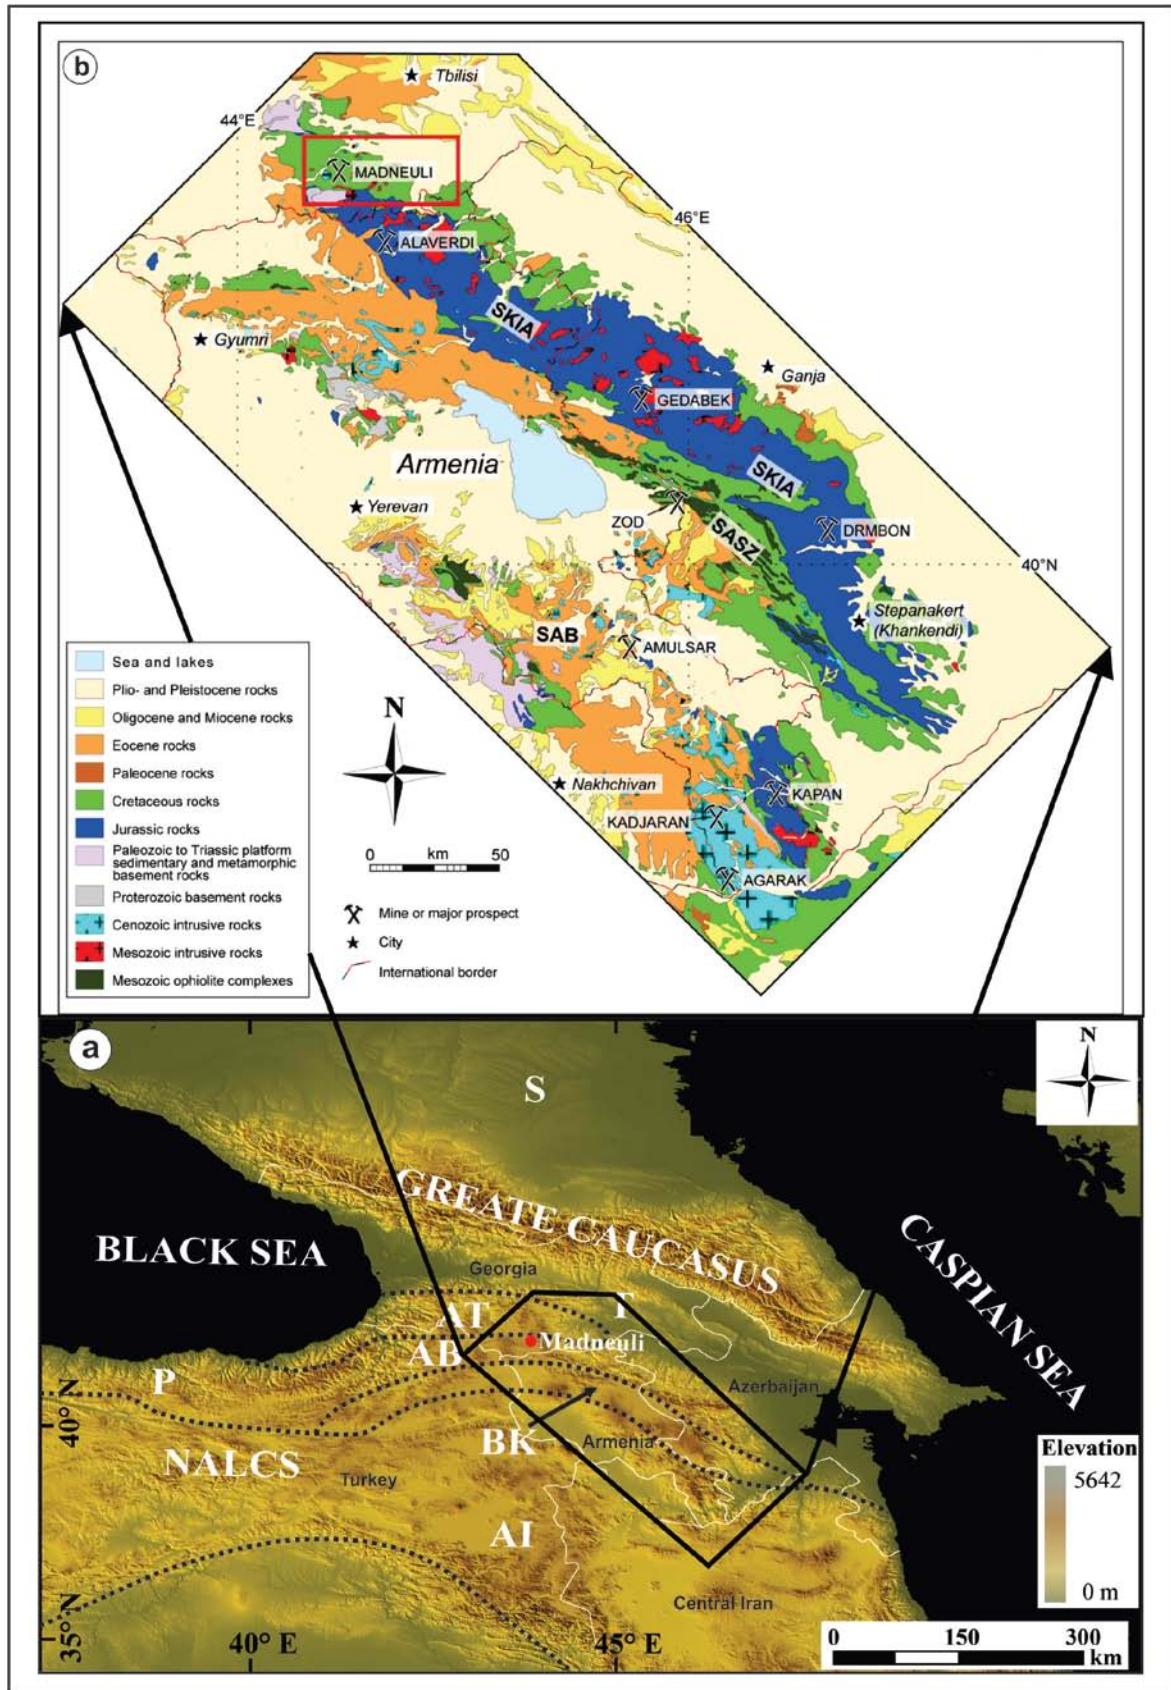 b
Tbilisi
44°E
MADNEULI
46°E
ALAVERDI
SKIA
Gyumri
Ganja
GEDABEK
Armenia
SKIA
Yerevan
ZOD
SASZ
DRMBON
40°N
Stepanakert
(Khankendi)
SAB
AMULSAR
Sea and lakes
Plio- and Pleistocene rocks
Oligocene and Miocene rocks
Eocene rocks
Paleocene rocks
Cretaceous rocks
Jurassic rocks
Paleozoic to Triassic platform
sedimentary and metamorphic
basement rocks
Proterozoic basement rocks
Cenozoic intrusive rocks
Mesozoic intrusive rocks
Mesozoic ophiolite complexes
N
Nakhchivan
KAPAN
KADJARAN
0 km 50
AGARAK
Mine or major prospect
City
International border
a
N
S
GREATE CAUCASUS
BLACK SEA
CASPIAN SEA
Georgia
AT
T
Madneuli
AB
P
Azerbaijan
40° N
BK
Armenia
NALCS
Turkey
Elevation
5642
0 m
AI
Central Iran
35° N
40° E
45° E
0 150 300
km